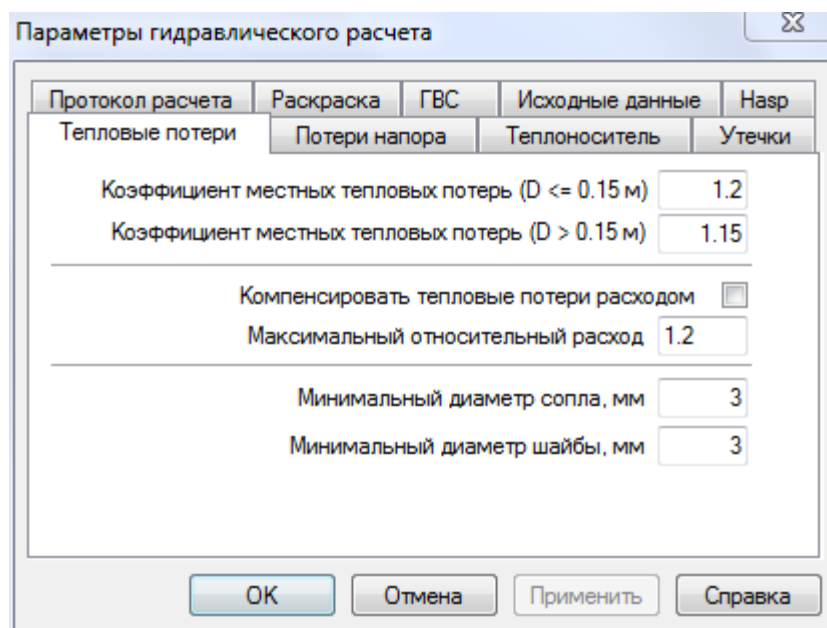 Параметры гидравлического расчета
Протокол расчета Раскраска ГВС Исходные данные Hasp
Тепловые потери Потери напора Теплоноситель Утечки
Коэффициент местных тепловых потерь (D <= 0.15 м) 1.2
Коэффициент местных тепловых потерь (D > 0.15 м) 1.15
Компенсировать тепловые потери расходом
Максимальный относительный расход 1.2
Минимальный диаметр сопла, мм 3
Минимальный диаметр шайбы, мм 3
OK Отмена Применить Справка